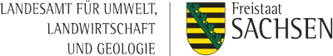 LANDESAMT FÜR UMWELT,
LANDWIRTSCHAFT
UND GEOLOGIE
Freistaat
SACHSEN